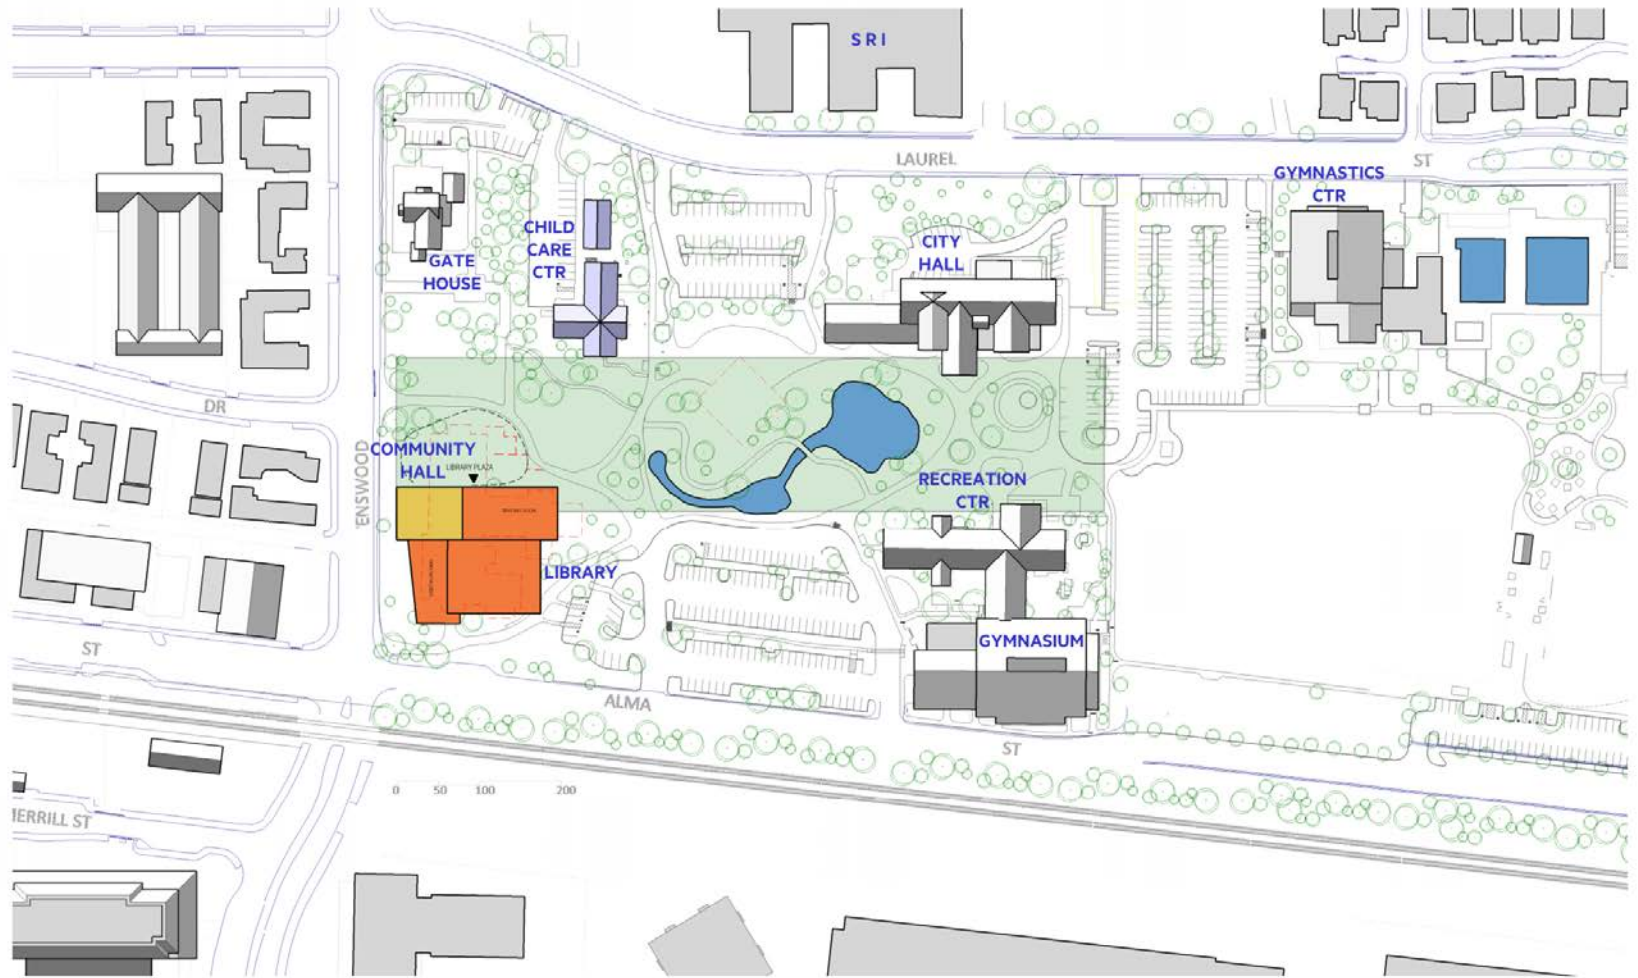 SRI
LAUREL
ST
GYMNASTICS
CTR
CHILD
CARE
CTR
CITY
HALL
GATE
HOUSE
DR
COMMUNITY
HALL
LIBRARY PLAZA
'ENSWOOD
RECREATION
CTR
LIBRARY
GYMNASIUM
ST
ALMA
ST
0 50 100 200
MERRILL ST